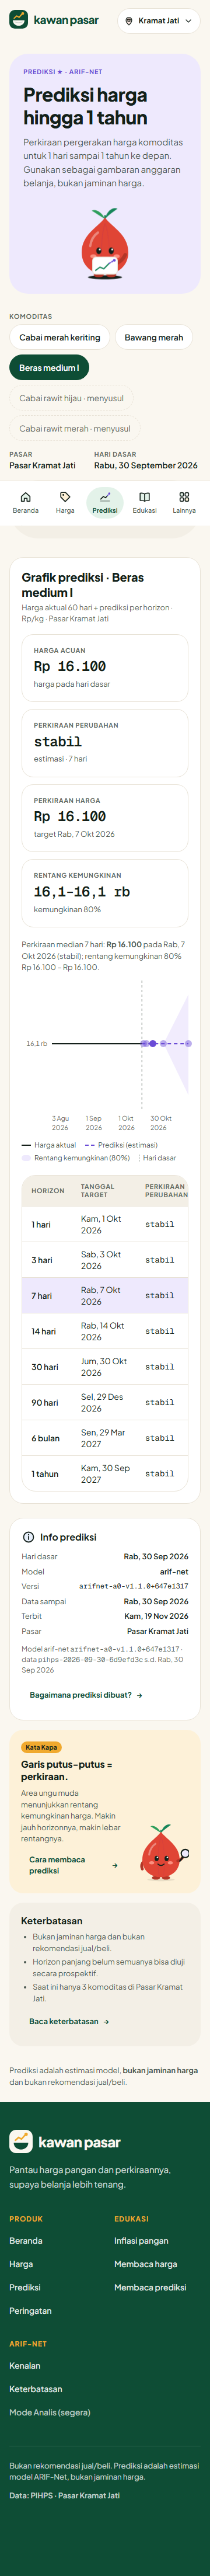 kawan pasar
Kramat Jati
PREDIKSI ★ · ARIF-NET
Prediksi harga
hingga 1 tahun
Perkiraan pergerakan harga komoditas
untuk 1 hari sampai 1 tahun ke depan.
Gunakan sebagai gambaran anggaran
belanja, bukan jaminan harga.
KOMODITAS
Cabai merah keriting
Bawang merah
Beras medium I
Cabai rawit hijau · menyusul
Cabai rawit merah · menyusul
PASAR
Pasar Kramat Jati
HARI DASAR
Rabu, 30 September 2026
Beranda
Harga
Prediksi
Edukasi
Lainnya
Grafik prediksi · Beras
medium I
Harga aktual 60 hari + prediksi per horizon ·
Rp/kg · Pasar Kramat Jati
HARGA ACUAN
Rp 16.100
harga pada hari dasar
PERKIRAAN PERUBAHAN
stabil
estimasi · 7 hari
PERKIRAAN HARGA
Rp 16.100
target Rab, 7 Okt 2026
RENTANG KEMUNGKINAN
16,1–16,1 rb
kemungkinan 80%
Perkiraan median 7 hari: Rp 16.100 pada Rab, 7
Okt 2026 (stabil); rentang kemungkinan 80%
Rp 16.100 – Rp 16.100.
16,1 rb
3 Agu
2026
1 Sep
2026
1 Okt
2026
30 Okt
2026
Harga aktual
Prediksi (estimasi)
Rentang kemungkinan (80%)
Hari dasar
HORIZON
TANGGAL
TARGET
PERKIRAAN
PERUBAHAN
1 hari
Kam, 1 Okt
2026
stabil
3 hari
Sab, 3 Okt
2026
stabil
7 hari
Rab, 7 Okt
2026
stabil
14 hari
Rab, 14 Okt
2026
stabil
30 hari
Jum, 30 Okt
2026
stabil
90 hari
Sel, 29 Des
2026
stabil
6 bulan
Sen, 29 Mar
2027
stabil
1 tahun
Kam, 30 Sep
2027
stabil
Info prediksi
Hari dasar
Rab, 30 Sep 2026
Model
arif-net
Versi
arifnet-a0-v1.1.0+647e1317
Data sampai
Rab, 30 Sep 2026
Terbit
Kam, 19 Nov 2026
Pasar
Pasar Kramat Jati
Model arif-net arifnet-a0-v1.1.0+647e1317 ·
data pihps-2026-09-30-6d9efd3c s.d. Rab, 30
Sep 2026
Bagaimana prediksi dibuat? →
Kata Kapa
Garis putus-putus =
perkiraan.
Area ungu muda
menunjukkan rentang
kemungkinan harga. Makin
jauh horizonnya, makin lebar
rentangnya.
Cara membaca
prediksi →
Keterbatasan
• Bukan jaminan harga dan bukan
rekomendasi jual/beli.
• Horizon panjang belum semuanya bisa diuji
secara prospektif.
• Saat ini hanya 3 komoditas di Pasar Kramat
Jati.
Baca keterbatasan →
Prediksi adalah estimasi model, bukan jaminan harga
dan bukan rekomendasi jual/beli.
kawan pasar
Pantau harga pangan dan perkiraannya,
supaya belanja lebih tenang.
PRODUK
Beranda
Harga
Prediksi
Peringatan
EDUKASI
Inflasi pangan
Membaca harga
Membaca prediksi
ARIF-NET
Kenalan
Keterbatasan
Mode Analis (segera)
Bukan rekomendasi jual/beli. Prediksi adalah estimasi
model ARIF-Net, bukan jaminan harga.
Data: PIHPS · Pasar Kramat Jati